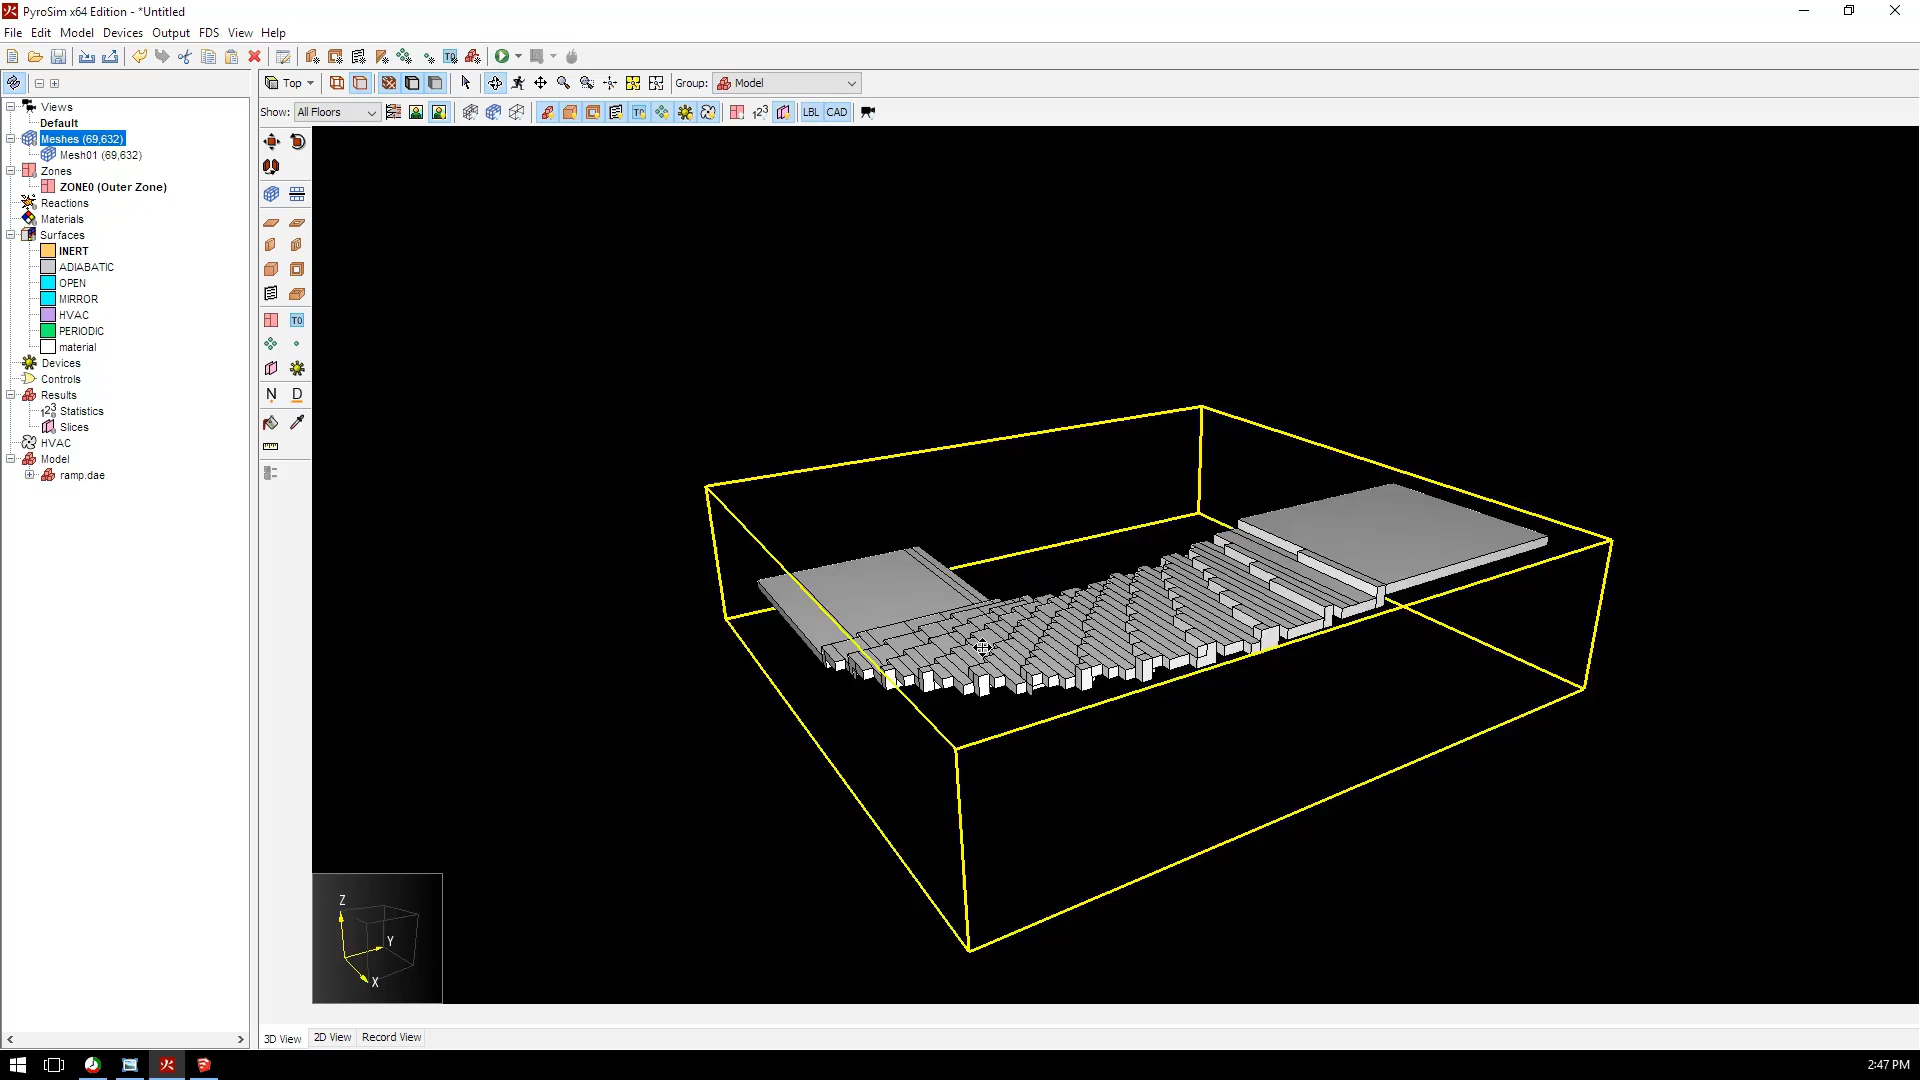 PyroSim x64 Edition - *Untitled
File Edit Model Devices Output FDS View Help
Top Group: Model
Show: All Floors LBL CAD
Views
Default
Meshes (69,632)
Mesh01 (69,632)
Zones
ZONE0 (Outer Zone)
Reactions
Materials
Surfaces
INERT
ADIABATIC
OPEN
MIRROR
HVAC
PERIODIC
material
Devices
Controls
Results
Statistics
Slices
HVAC
Model
ramp.dae
N D
Z
Y
X
3D View 2D View Record View
2:47 PM